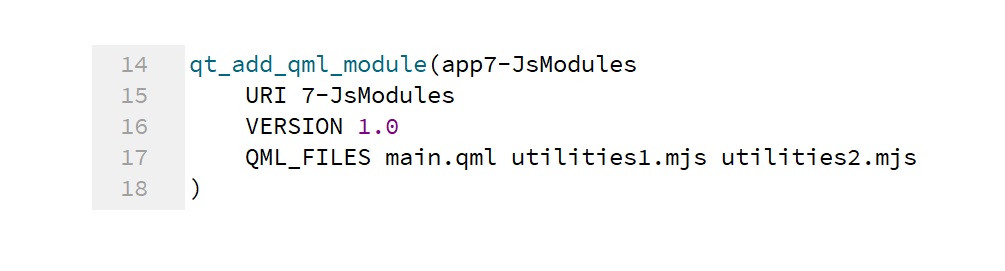 14 qt_add_qml_module(app7-JsModules
15     URI 7-JsModules
16     VERSION 1.0
17     QML_FILES main.qml utilities1.mjs utilities2.mjs
18 )